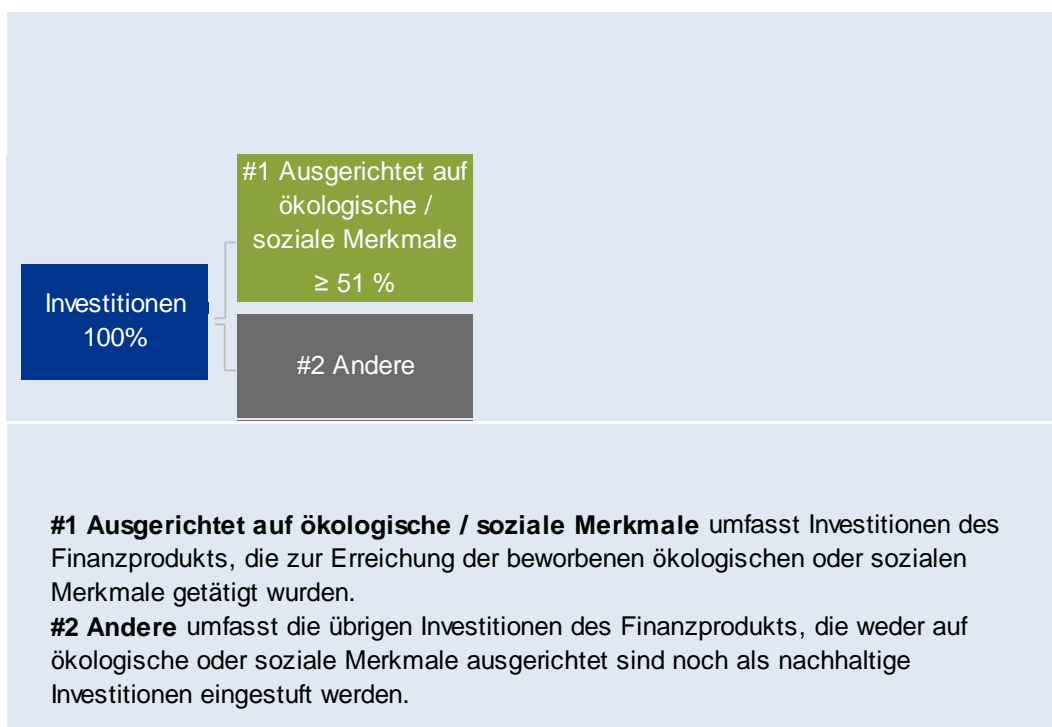 #1 Ausgerichtet auf
ökologische /
soziale Merkmale
≥ 51 %
Investitionen
100%
#2 Andere
#1 Ausgerichtet auf ökologische / soziale Merkmale umfasst Investitionen des
Finanzprodukts, die zur Erreichung der beworbenen ökologischen oder sozialen
Merkmale getätigt wurden.
#2 Andere umfasst die übrigen Investitionen des Finanzprodukts, die weder auf
ökologische oder soziale Merkmale ausgerichtet sind noch als nachhaltige
Investitionen eingestuft werden.